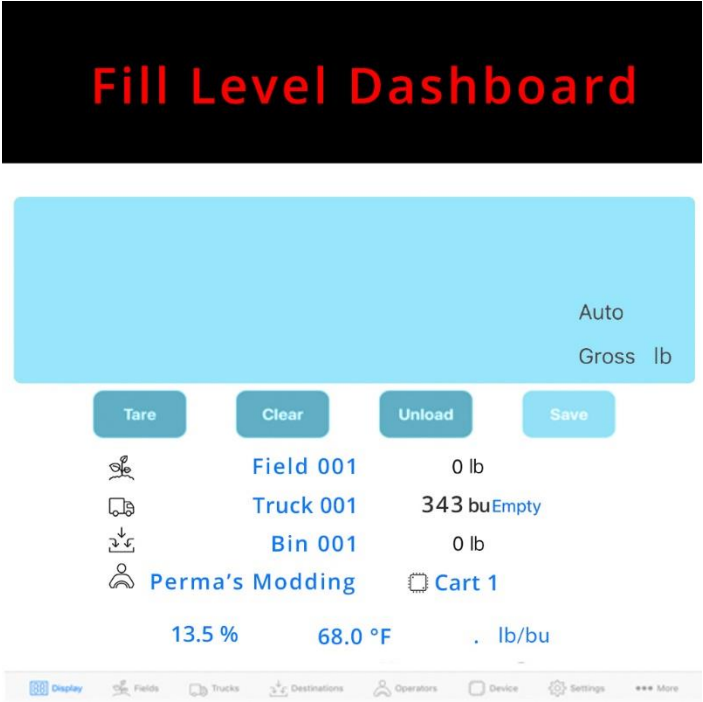 Fill Level Dashboard
Auto
Gross lb
Tare Clear Unload Save
Field 001 0 lb
Truck 001 343 bu Empty
Bin 001 0 lb
Perma's Modding Cart 1
13.5 % 68.0 °F . lb/bu
Display Fields Trucks Destinations Operators Device Settings More